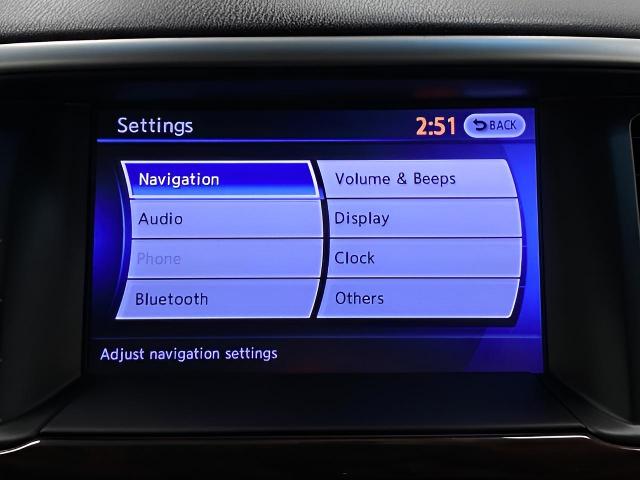 Settings
2:51
BACK
Navigation
Volume & Beeps
Audio
Display
Phone
Clock
Bluetooth
Others
Adjust navigation settings